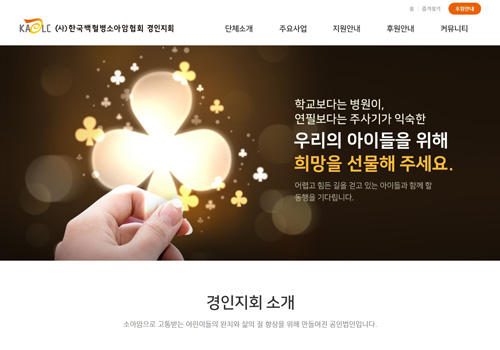 홈 즐겨찾기 후원안내
KACLC (사)한국백혈병소아암협회 경인지회 단체소개 주요사업 지원안내 후원안내 커뮤니티
학교보다는 병원이,
연필보다는 주사기가 익숙한
우리의 아이들을 위해
희망을 선물해 주세요.
어렵고 힘든 길을 걷고 있는 아이들과 함께 할
동행을 기다립니다.
경인지회 소개
소아암으로 고통받는 어린이들의 완치와 삶의 질 향상을 위해 만들어진 공인법인입니다.